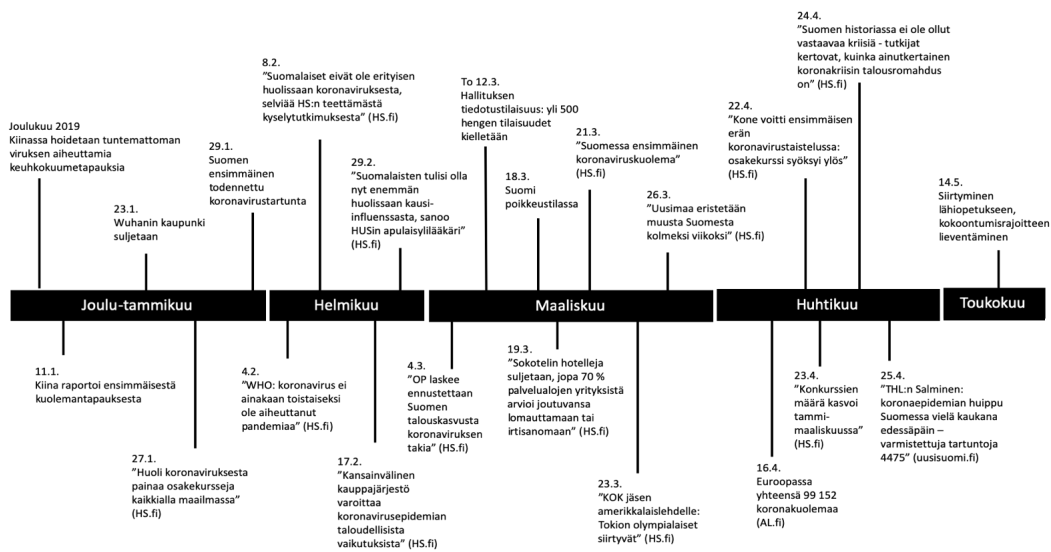 Joulukuu 2019
Kiinassa hoidetaan tuntemattoman
viruksen aiheuttamia
keuhkokuumetapauksia
23.1.
Wuhanin kaupunki
suljetaan
29.1.
Suomen
ensimmäinen
todennettu
koronavirustartunta
8.2.
”Suomalaiset eivät ole erityisen
huolissaan koronaviruksesta,
selviää HS:n teettämästä
kyselytutkimuksesta” (HS.fi)
29.2.
”Suomalaisten tulisi olla
nyt enemmän
huolissaan kausi-
influenssasta, sanoo
HUSin apulaisylilääkäri”
(HS.fi)
To 12.3.
Hallituksen
tiedotustilaisuus: yli 500
hengen tilaisuudet
kielletään
18.3.
Suomi
poikkeustilassa
21.3.
”Suomessa ensimmäinen
koronaviruskuolema”
(HS.fi)
26.3.
”Uusimaa eristetään
muusta Suomesta
kolmeksi viikoksi” (HS.fi)
22.4.
”Kone voitti ensimmäisen
erän
koronavirustaistelussa:
osakekurssi syöksyi ylös”
(HS.fi)
24.4.
”Suomen historiassa ei ole ollut
vastaavaa kriisiä - tutkijat
kertovat, kuinka ainutkertainen
koronakriisin talousromahdus
on” (HS.fi)
14.5.
Siirtyminen
lähiopetukseen,
kokoontumisrajoitteen
lieventäminen
Joulu-tammikuu
Helmikuu
Maaliskuu
Huhtikuu
Toukokuu
11.1.
Kiina raportoi ensimmäisestä
kuolemantapauksesta
27.1.
”Huoli koronaviruksesta
painaa osakekursseja
kaikkialla maailmassa” (HS.fi)
4.2.
”WHO: koronavirus ei
ainakaan toistaiseksi
ole aiheuttanut
pandemiaa” (HS.fi)
17.2.
”Kansainvälinen
kauppajärjestö
varoittaa
koronavirusepidemian
taloudellisista
vaikutuksista” (HS.fi)
4.3.
”OP laskee
ennustettaan
Suomen
talouskasvusta
koronaviruksen
takia” (HS.fi)
19.3.
”Sokotelin hotelleja
suljetaan, jopa 70 %
palvelualojen yrityksistä
arvioi joutuvansa
lomauttamaan tai
irtisanomaan” (HS.fi)
23.3.
”KOK jäsen
amerikkalaislehdelle:
Tokion olympialaiset
siirtyvät” (HS.fi)
16.4.
Euroopassa
yhteensä 99 152
koronakuolemaa
(AL.fi)
23.4.
”Konkurssien
määrä kasvoi
tammi-
maaliskuussa”
(HS.fi)
25.4.
”THL:n Salminen:
koronaepidemian huippu
Suomessa vielä kaukana
edessäpäin –
varmistettuja tartuntoja
4475” (uusisuomi.fi)